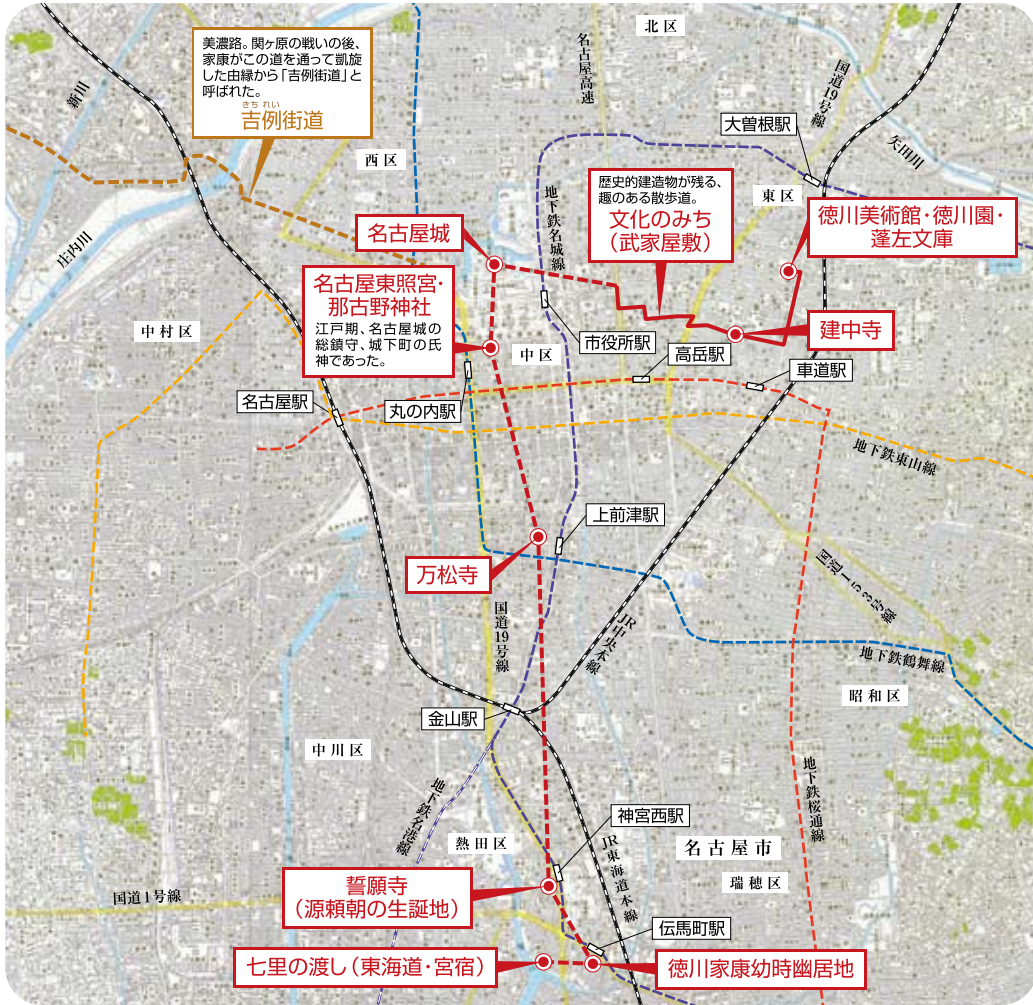 北区
美濃路。関ヶ原の戦いの後、
家康がこの道を通って凱旋
した由縁から「吉例街道」と
呼ばれた。
きち れい
吉例街道
新川
名古屋高速
国道19号線
大曽根駅
矢田川
西区
東区
歴史的建造物が残る、
趣のある散歩道。
文化のみち
(武家屋敷)
地下鉄名城線
徳川美術館・徳川園・
蓬左文庫
名古屋城
庄内川
名古屋東照宮・
那古野神社
江戸期、名古屋城の
総鎮守、城下町の氏
神であった。
中村区
建中寺
市役所駅
中区
高岳駅
車道駅
名古屋駅
丸の内駅
地下鉄東山線
上前津駅
万松寺
国道153号線
国道19号線
JR中央本線
地下鉄鶴舞線
昭和区
金山駅
中川区
地下鉄名港線
地下鉄桜通線
神宮西駅
熱田区
JR東海道本線
名古屋市
瑞穂区
国道1号線
誓願寺
(源頼朝の生誕地)
伝馬町駅
七里の渡し(東海道・宮宿)
徳川家康幼時幽居地